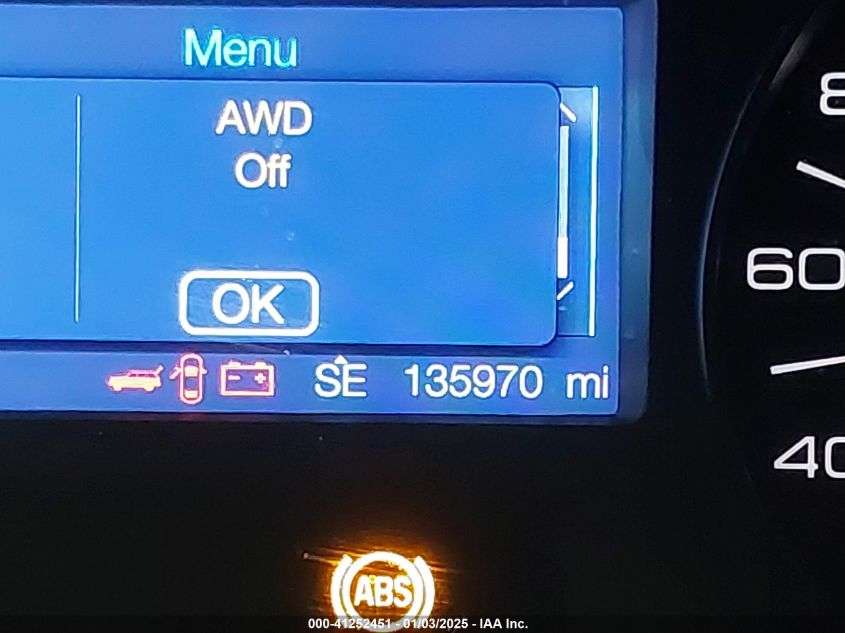 Menu
AWD
Off
OK
SE 135970 mi
60
40
ABS
000-41252451 - 01/03/2025 - IAA Inc.